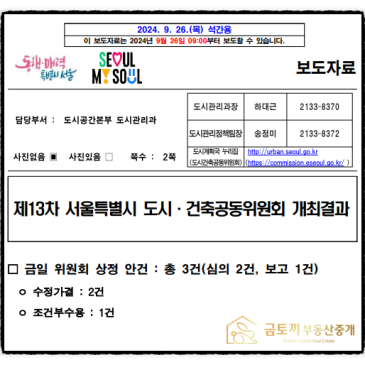 2024. 9. 26.(목) 석간용
이 보도자료는 2024년 9월 26일 09:00부터 보도할 수 있습니다.
동행·매력 특별시 서울
SEOUL MY SOUL
보도자료
담당부서 : 도시공간본부 도시관리과
도시관리과장 하대근 2133-8370
도시관리정책팀장 송정미 2133-8372
사진없음 ▣ 사진있음 □ 쪽수 : 2쪽
도시계획국 누리집 http://urban.seoul.go.kr
(도시건축공동위원회) (https://commission.eseoul.go.kr/ )
제13차 서울특별시 도시·건축공동위원회 개최결과
□ 금일 위원회 상정 안건 : 총 3건(심의 2건, 보고 1건)
ㅇ 수정가결 : 2건
ㅇ 조건부수용 : 1건
금토끼 부동산중개